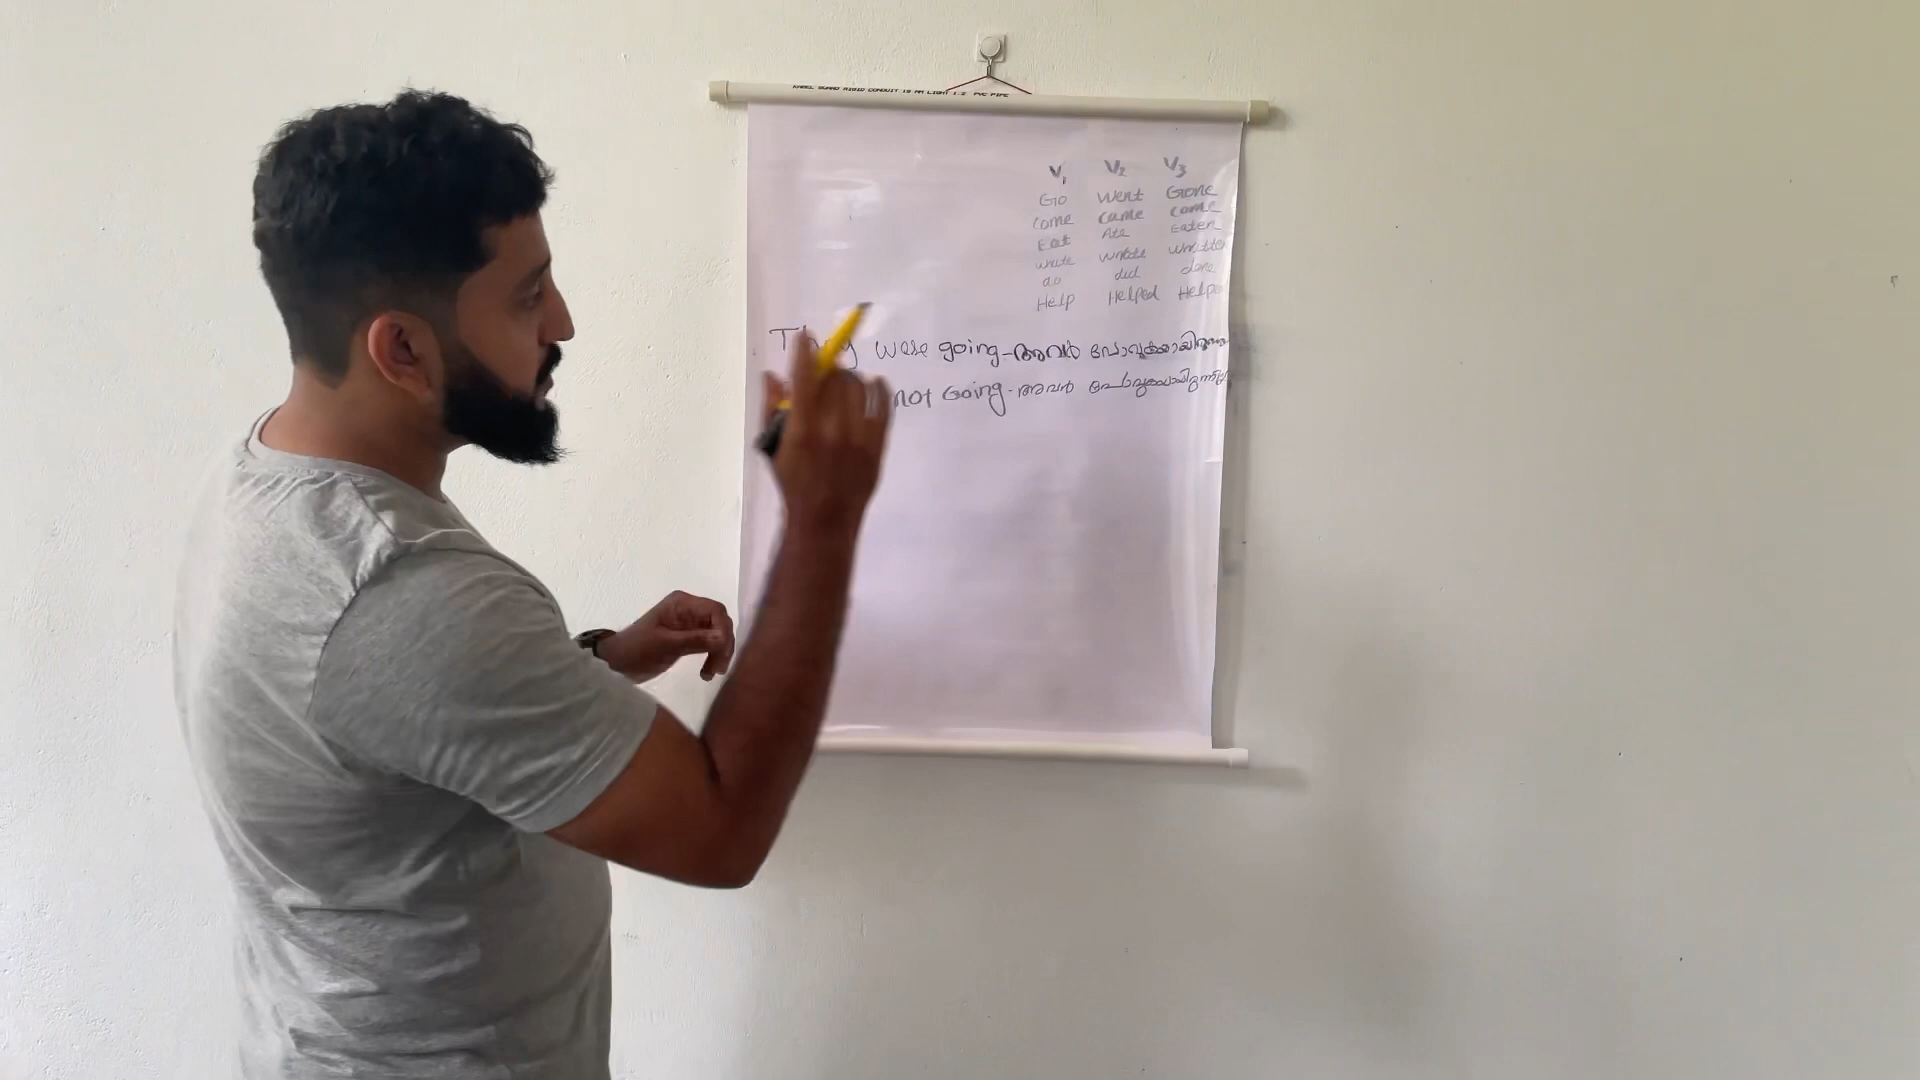 V1 V2 V3
Go Went Gone
Come Came Come
Eat Ate Eaten
write wrote written
do did done
Help Helped
They were going - അവർ പോവുകയായിരുന്നു
not Going - അവർ